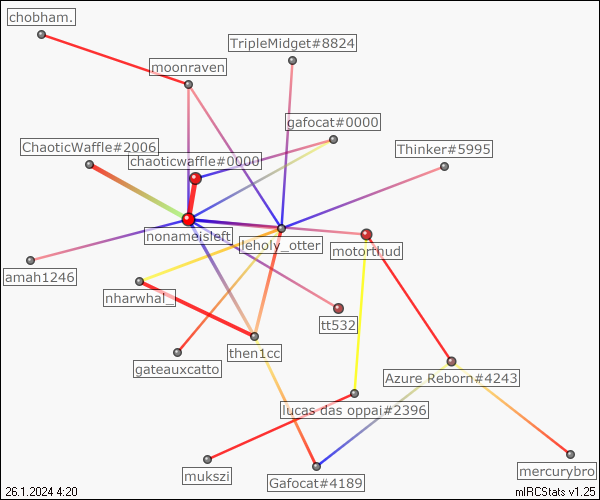 chobham.
TripleMidget#8824
moonraven
gafocat#0000
ChaoticWaffle#2006
Thinker#5995
chaoticwaffle#0000
nonameisleft
leholy_otter
motorthud
amah1246
nharwhal_
tt532
then1cc
gateauxcatto
Azure Reborn#4243
lucas das oppai#2396
mukszi
Gafocat#4189
mercurybro
26.1.2024 4:20
mIRCStats v1.25